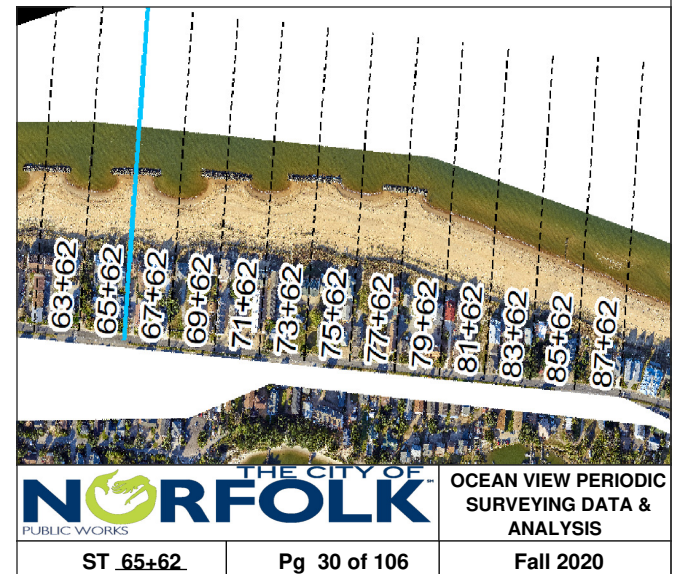 63+62
65+62
67+62
69+62
71+62
73+62
75+62
77+62
79+62
81+62
83+62
85+62
87+62
THE CITY OF
NORFOLK
PUBLIC WORKS
OCEAN VIEW PERIODIC
SURVEYING DATA &
ANALYSIS
ST 65+62
Pg 30 of 106
Fall 2020